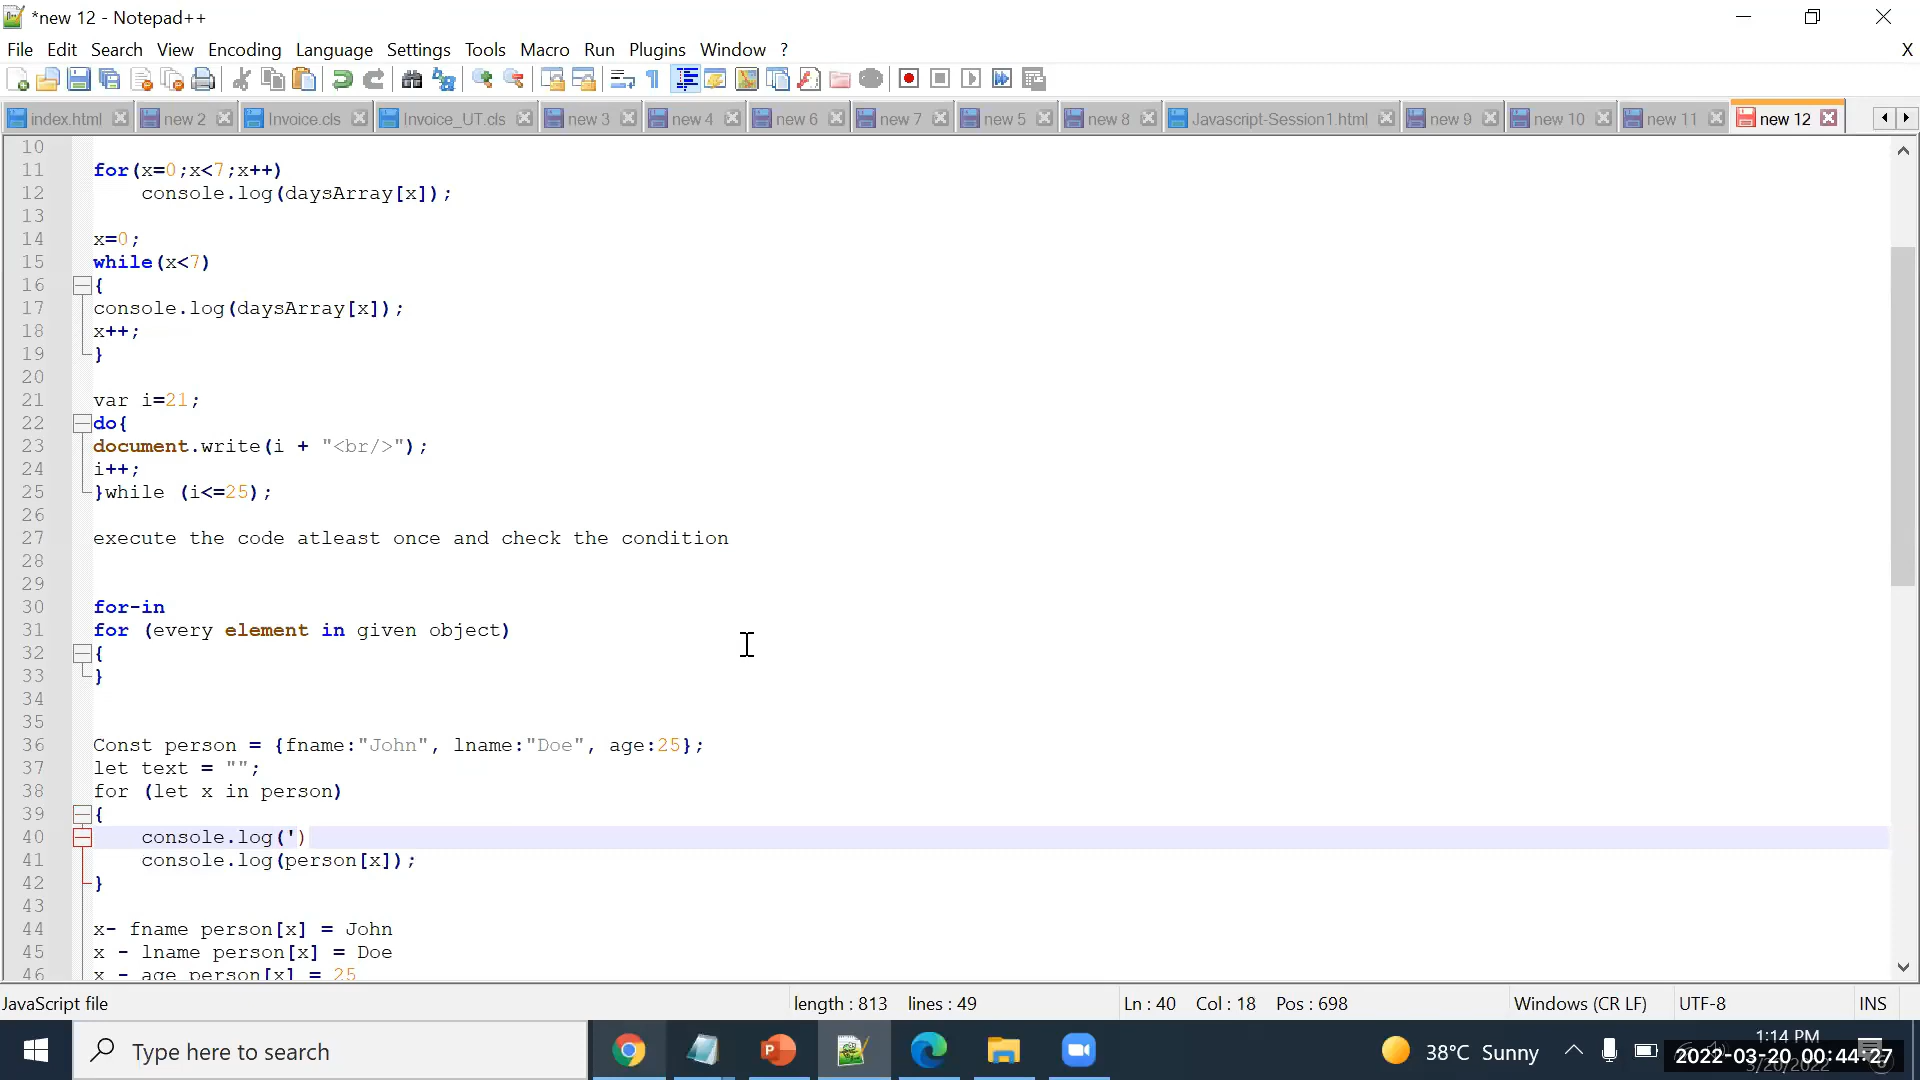 *new 12 - Notepad++
File Edit Search View Encoding Language Settings Tools Macro Run Plugins Window ? X
index.html new 2 Invoice.cls Invoice_UT.cls new 3 new 4 new 6 new 7 new 5 new 8 Javascript-Session1.html new 9 new 10 new 11 new 12
10
11 for(x=0;x<7;x++)
12 console.log(daysArray[x]);
13
14 x=0;
15 while(x<7)
16 {
17 console.log(daysArray[x]);
18 x++;
19 }
20
21 var i=21;
22 do{
23 document.write(i + "<br/>");
24 i++;
25 }while (i<=25);
26
27 execute the code atleast once and check the condition
28
29
30 for-in
31 for (every element in given object)
32 {
33 }
34
35
36 Const person = {fname:"John", lname:"Doe", age:25};
37 let text = "";
38 for (let x in person)
39 {
40 console.log(')
41 console.log(person[x]);
42 }
43
44 x- fname person[x] = John
45 x - lname person[x] = Doe
46 x - age person[x] = 25
JavaScript file length : 813 lines : 49 Ln : 40 Col : 18 Pos : 698 Windows (CR LF) UTF-8 INS
Type here to search 38°C Sunny 1:14 PM
3/20/2022
2022-03-20 00:44:27